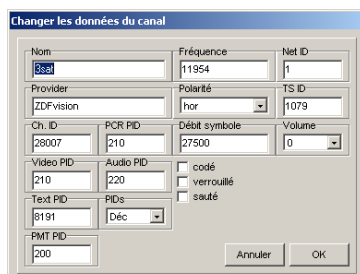 Changer les données du canal
Nom Fréquence Net ID
3sat 11954 1
Provider Polarité TS ID
ZDFvision hor 1079
Ch. ID PCR PID Débit symbole Volume
28007 210 27500 0
Video PID Audio PID codé
210 220 verrouillé
Text PID PIDs sauté
8191 Déc
PMT PID
200 Annuler OK